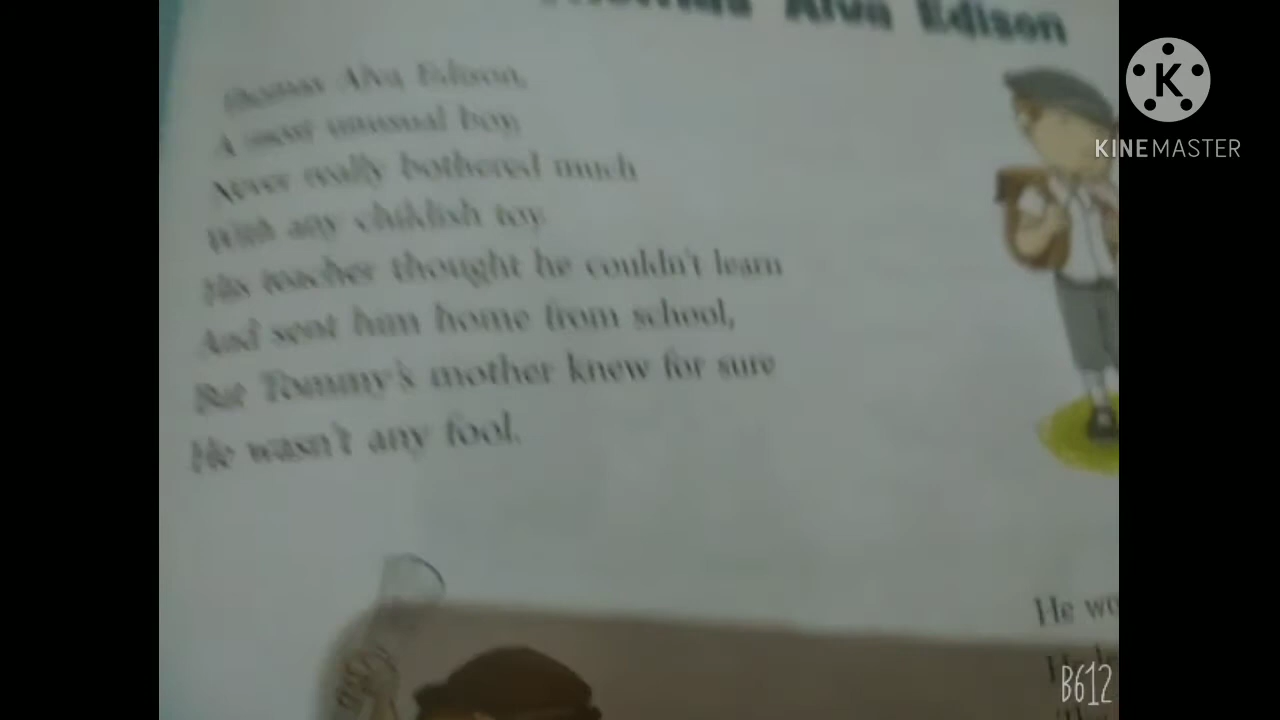 Thomas Alva Edison
Thomas Alva Edison,
A most unusual boy,
Never really bothered much
With any childish toy.
His teacher thought he couldn't learn
And sent him home from school,
But Tommy's mother knew for sure
He wasn't any fool.
He
KINEMASTER
B612